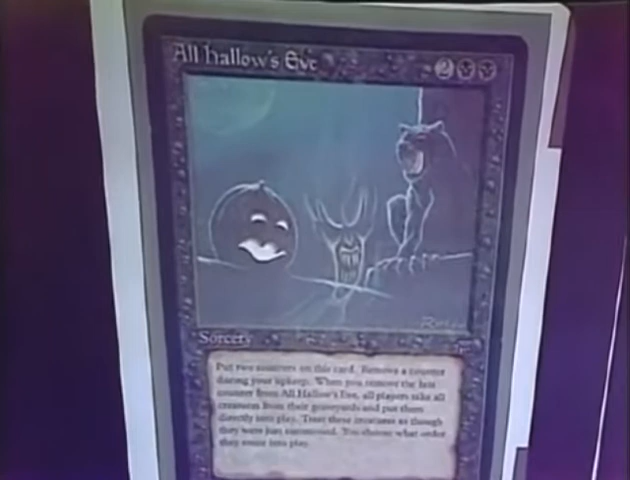 All Hallow's Eve 2
Sorcery
Put two counters on this card. Remove a counter
during your upkeep. When you remove the last
counter from All Hallow's Eve, all players take all
creatures from their graveyards and put them
directly into play. Treat these creatures as though
they were just summoned. You choose what order
they come into play.